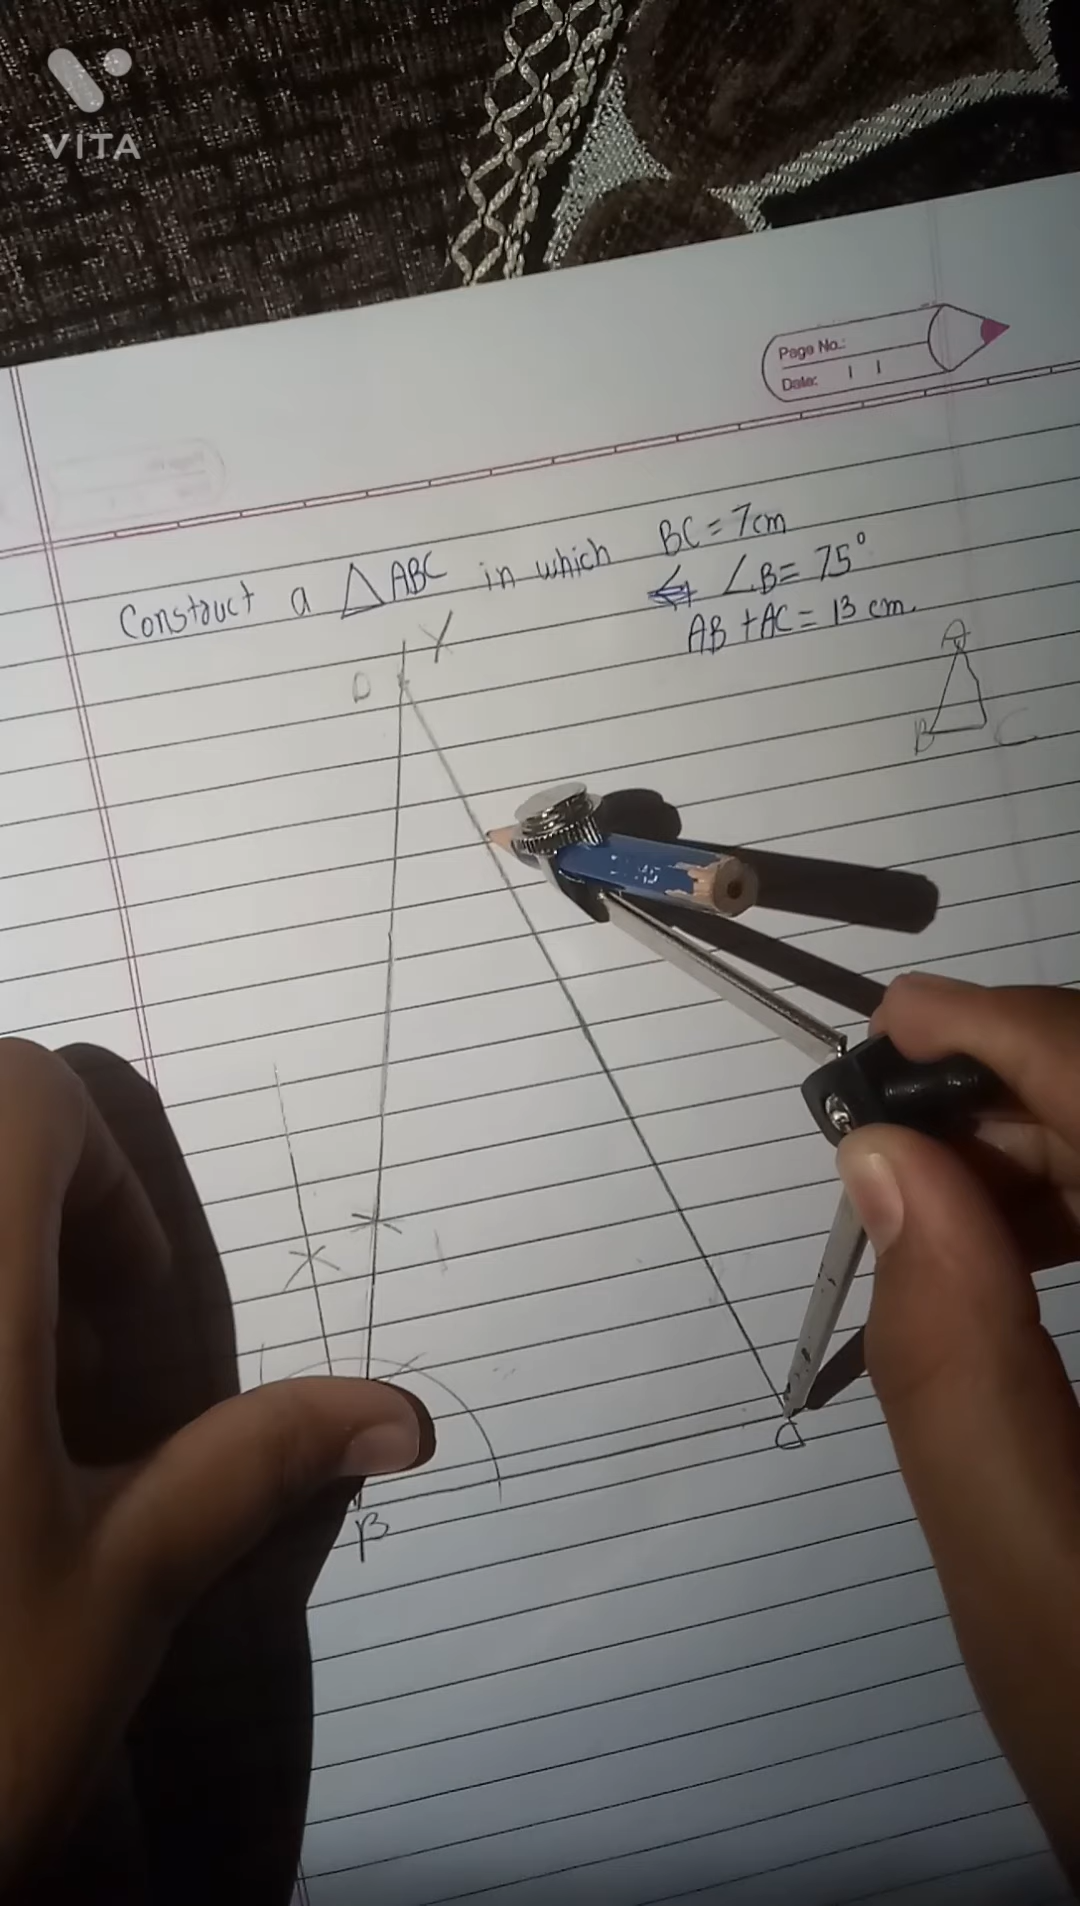 VITA
Page No.:
Date:
Construct a △ABC in which BC = 7cm
∠B = 75°
AB + AC = 13 cm.
Y
D
A
B C
C
B